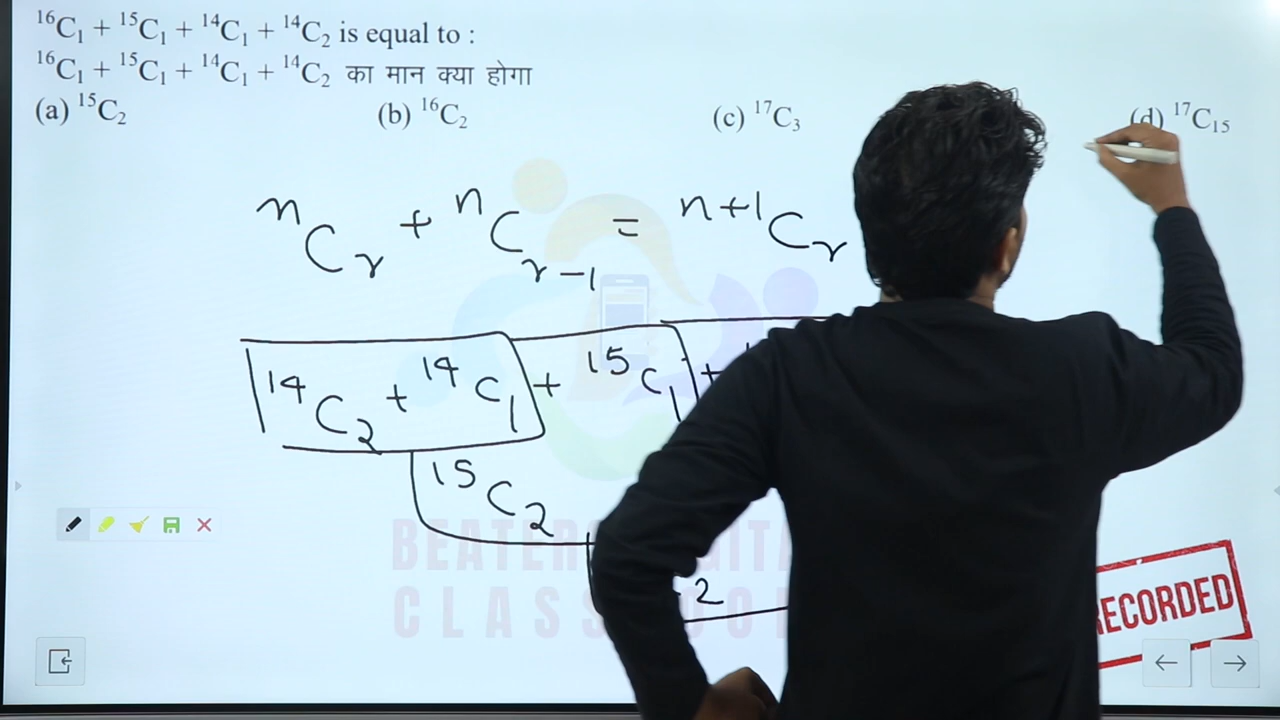 ¹⁶C₁ + ¹⁵C₁ + ¹⁴C₁ + ¹⁴C₂ is equal to :
¹⁶C₁ + ¹⁵C₁ + ¹⁴C₁ + ¹⁴C₂ का मान क्या होगा
(a) ¹⁵C₂ (b) ¹⁶C₂ (c) ¹⁷C₃ (d) ¹⁷C₁₅
ⁿCᵣ + ⁿCᵣ₋₁ = ⁿ⁺¹Cᵣ
¹⁴C₂ + ¹⁴C₁ + ¹⁵C₁ +
¹⁵C₂
2
RECORDED